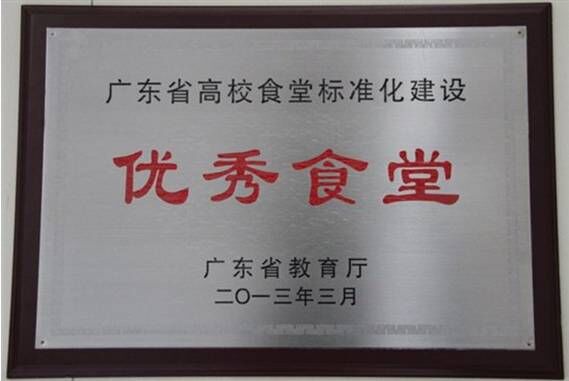 广东省高校食堂标准化建设
优秀食堂
广东省教育厅
二〇一三年三月